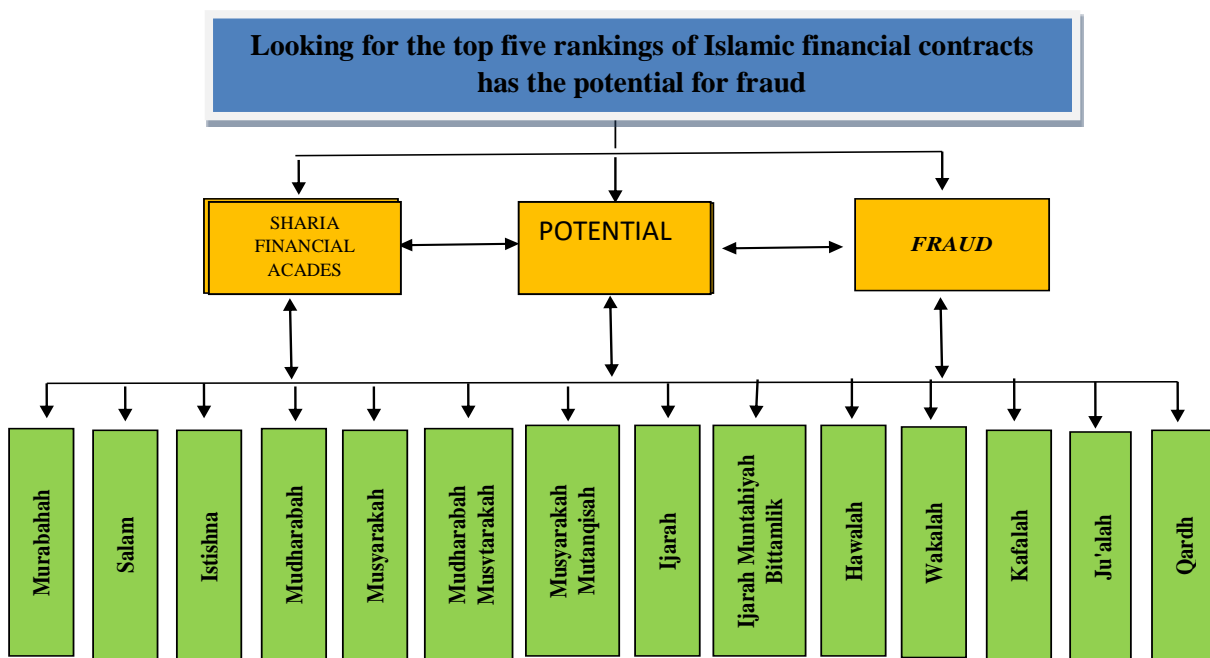 Looking for the top five rankings of Islamic financial contracts
has the potential for fraud
SHARIA
FINANCIAL
ACADES
POTENTIAL
FRAUD
Murabahah
Salam
Istishna
Mudharabah
Musyarakah
Mudharabah
Musvtarakah
Musyarakah
Mutanqisah
Ijarah
Ijarah Muntahiyah
Bittamlik
Hawalah
Wakalah
Kafalah
Ju'alah
Qardh